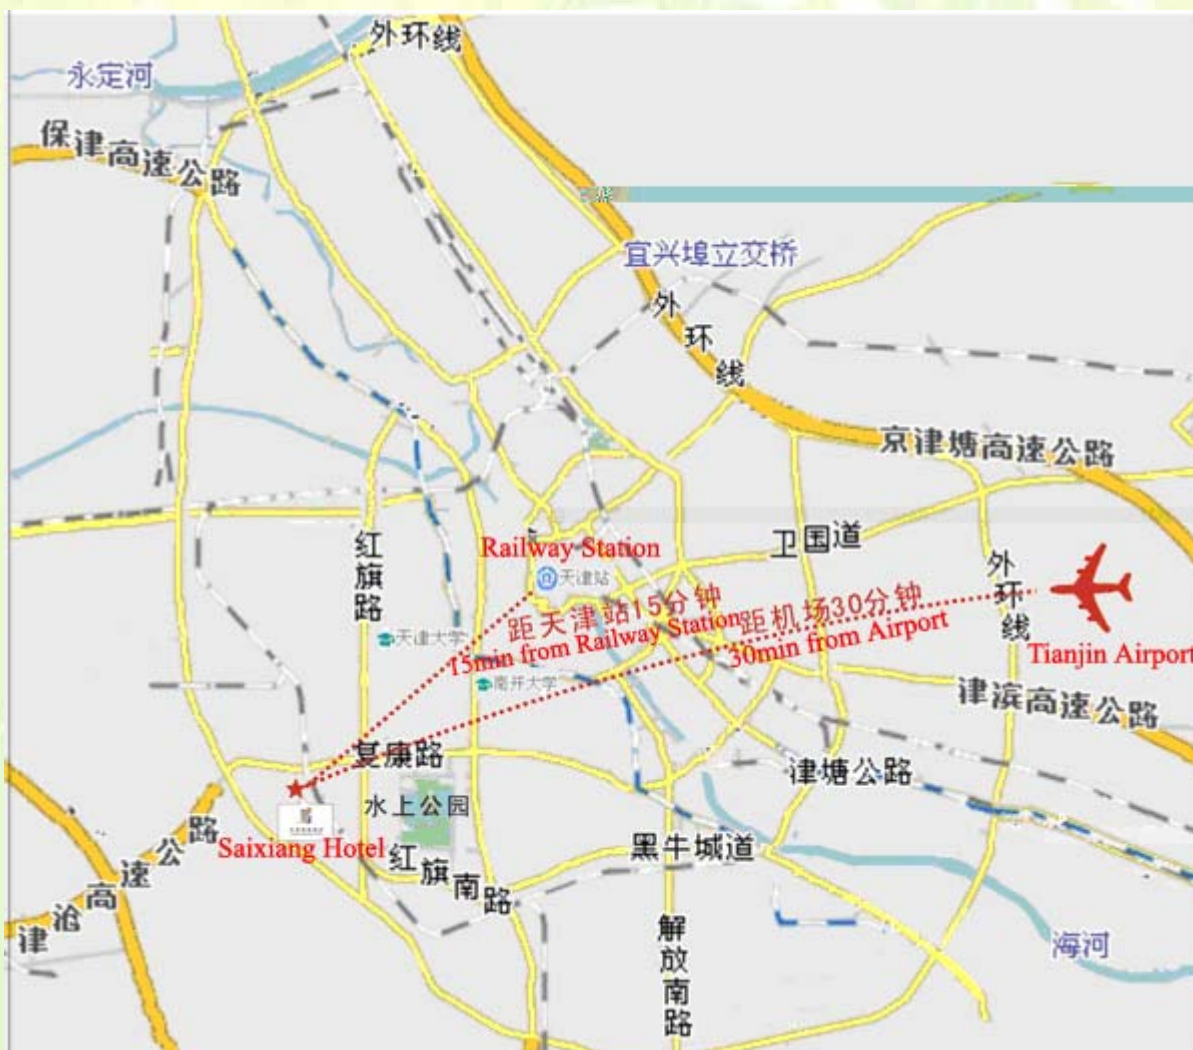 外环线
永定河
保津高速公路
宜兴埠立交桥
外环线
京津塘高速公路
红旗路
Railway Station
天津站
卫国道
外环线
距天津站15分钟
15min from Railway Station
距机场30分钟
30min from Airport
Tianjin Airport
天津大学
南开大学
津滨高速公路
复康路
津塘公路
水上公园
Saixiang Hotel
红旗南路
黑牛城道
津沧高速公路
解放南路
海河